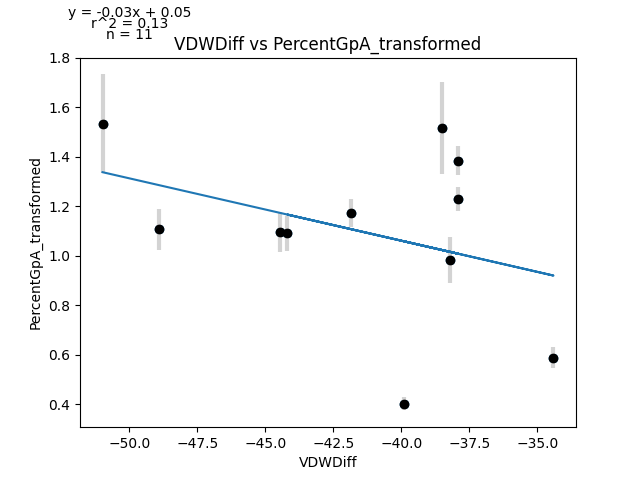 y = -0.03x + 0.05
r^2 = 0.13
n = 11
VDWDiff vs PercentGpA_transformed
PercentGpA_transformed
1.8
1.6
1.4
1.2
1.0
0.8
0.6
0.4
−50.0 −47.5 −45.0 −42.5 −40.0 −37.5 −35.0
VDWDiff